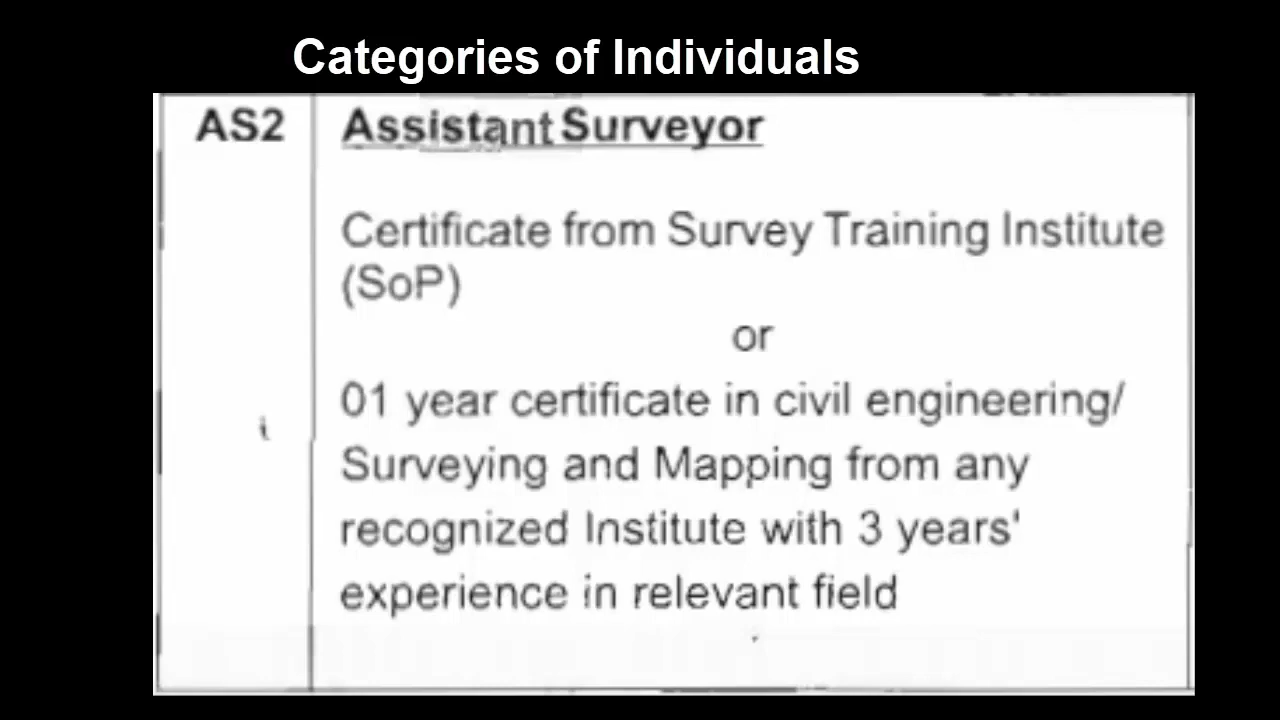 Categories of Individuals
AS2 Assistant Surveyor
Certificate from Survey Training Institute
(SoP)
or
01 year certificate in civil engineering/
Surveying and Mapping from any
recognized Institute with 3 years'
experience in relevant field